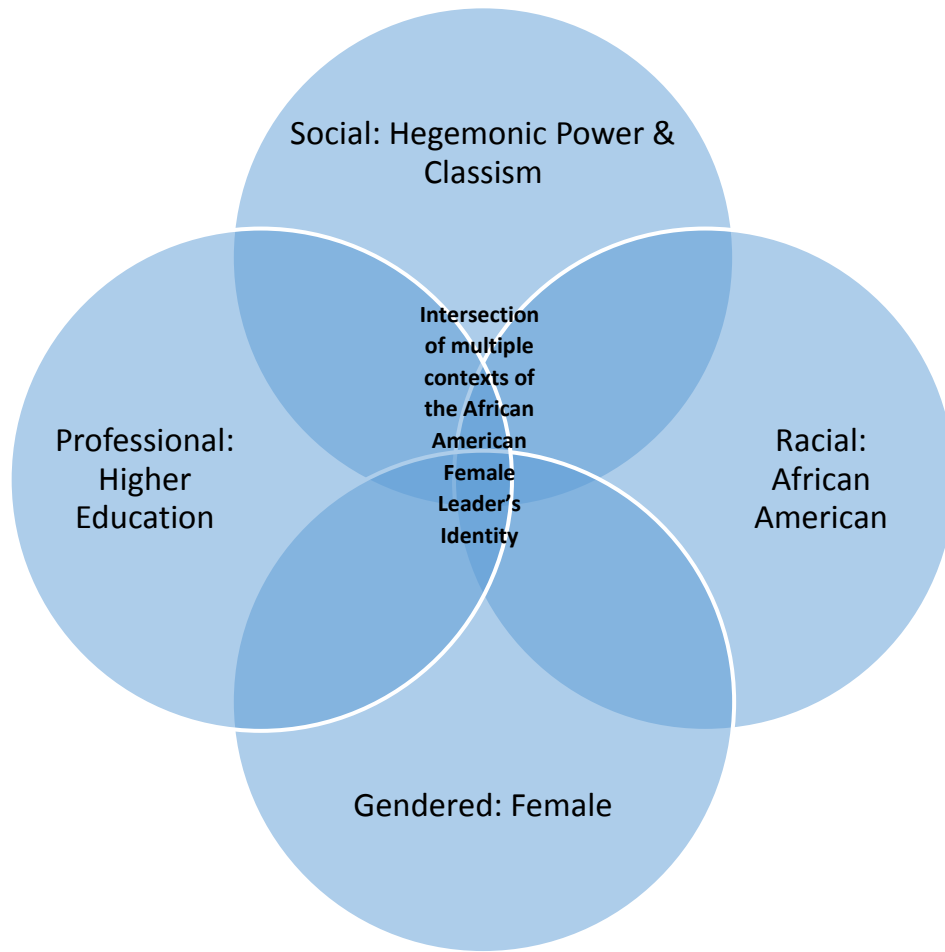 Social: Hegemonic Power &
Classism
Intersection
of multiple
contexts of
the African
American
Female
Leader’s
Identity
Professional:
Higher
Education
Racial:
African
American
Gendered: Female